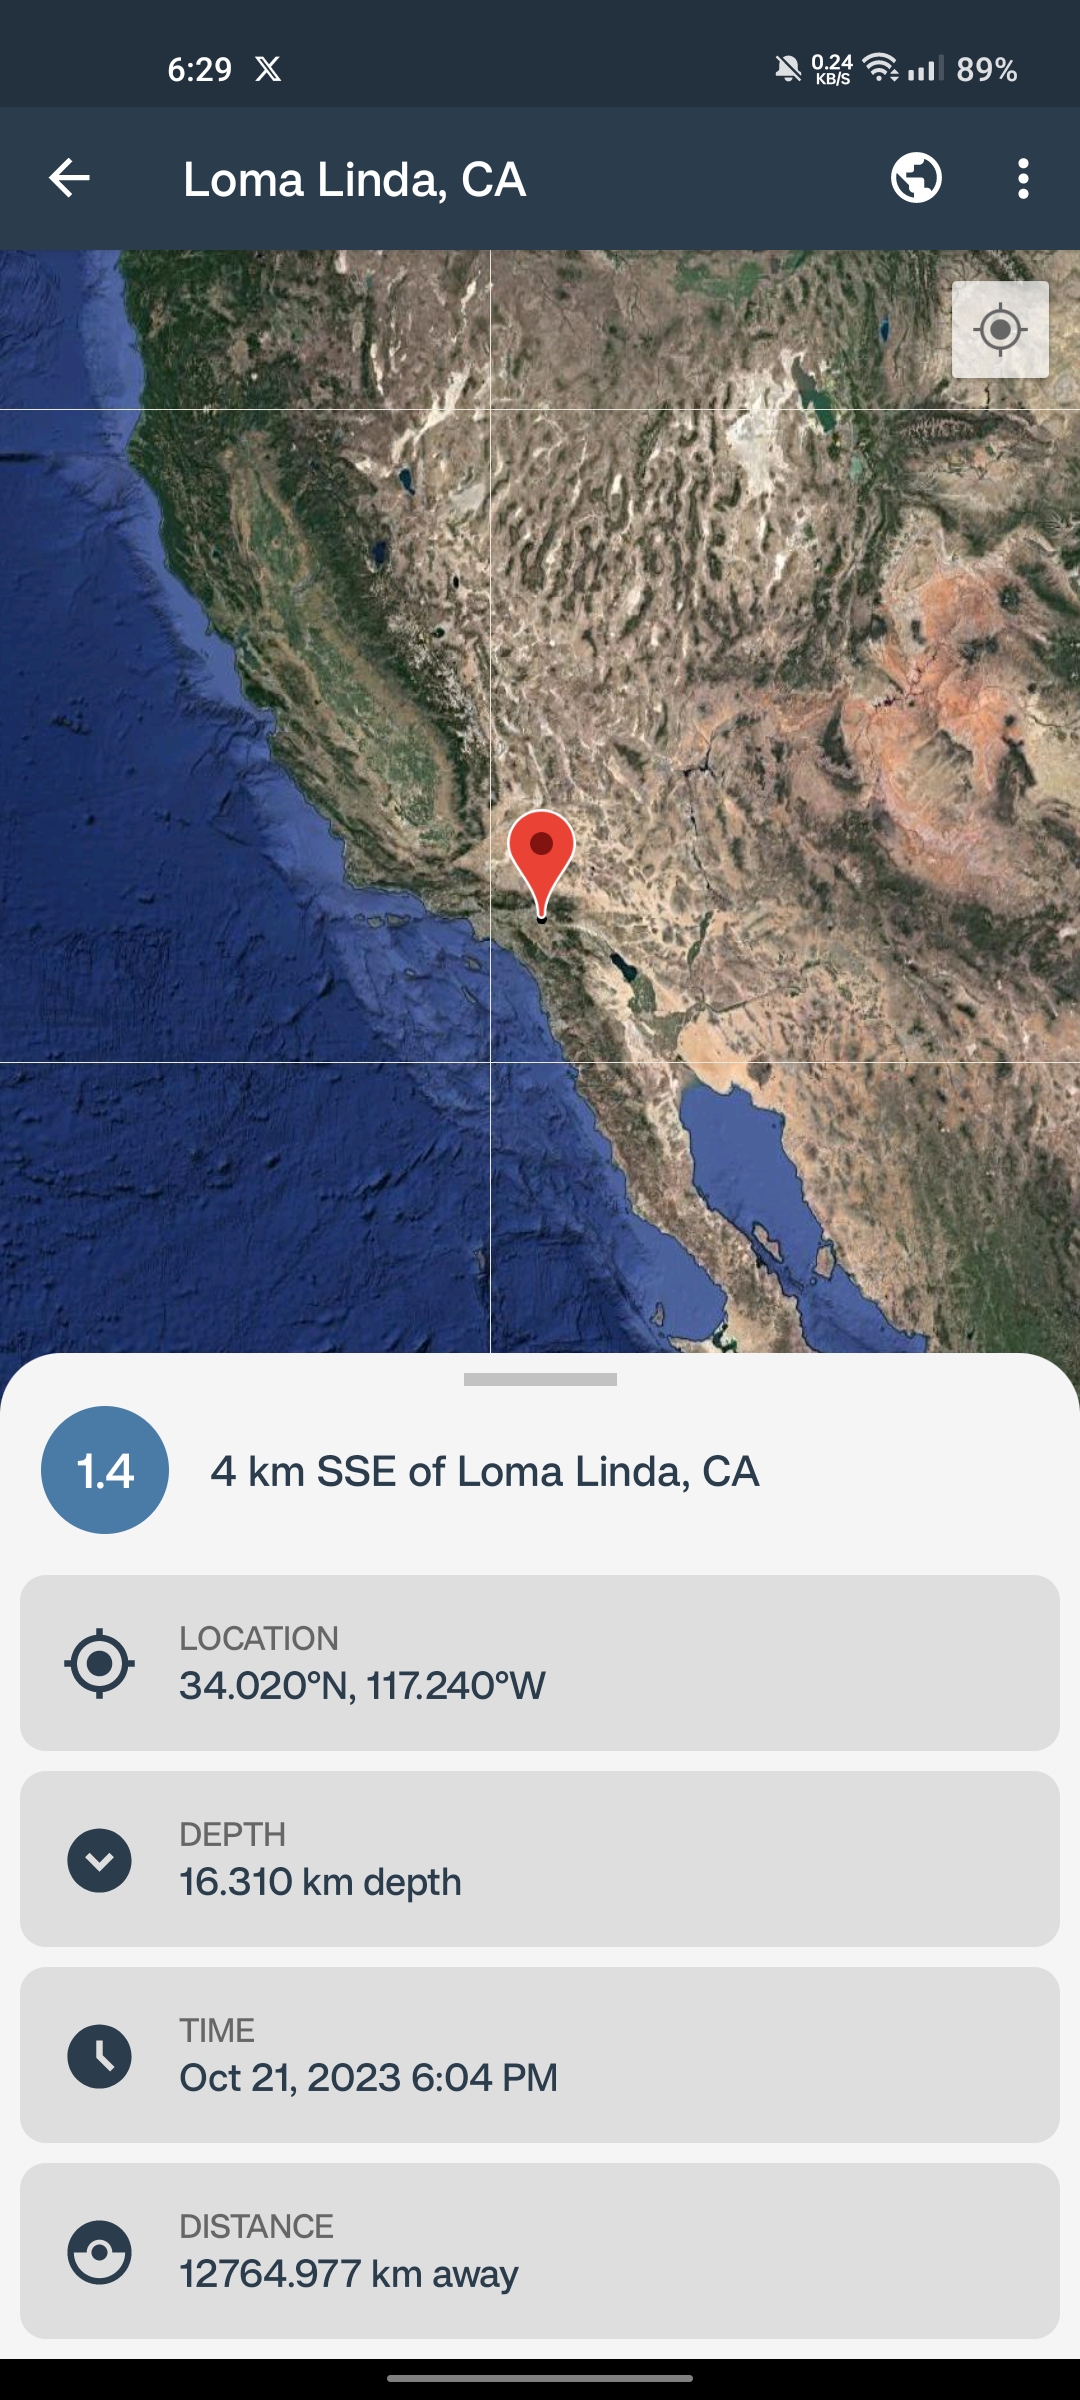 6:29
0.24
KB/S
89%
Loma Linda, CA
1.4
4 km SSE of Loma Linda, CA
LOCATION
34.020°N, 117.240°W
DEPTH
16.310 km depth
TIME
Oct 21, 2023 6:04 PM
DISTANCE
12764.977 km away